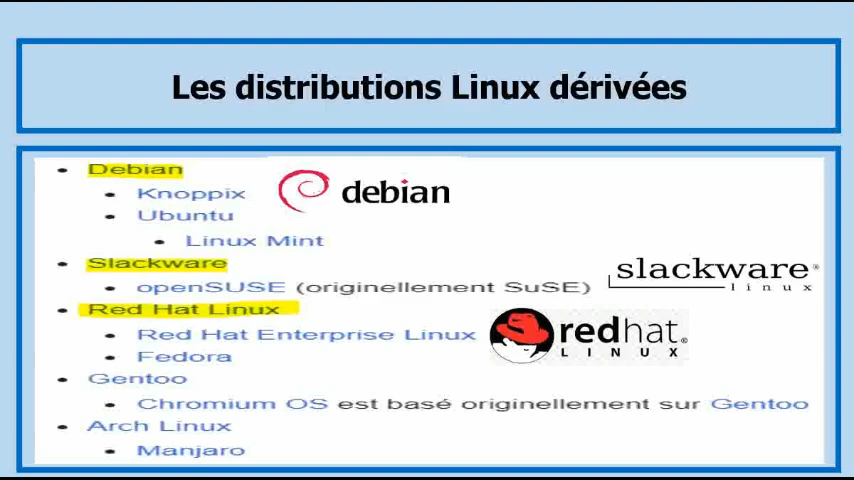 Les distributions Linux dérivées
Debian
Knoppix
debian
Ubuntu
Linux Mint
Slackware
slackware
linux
openSUSE (originellement SuSE)
Red Hat Linux
Red Hat Enterprise Linux
redhat
LINUX
Fedora
Gentoo
Chromium OS est basé originellement sur Gentoo
Arch Linux
Manjaro